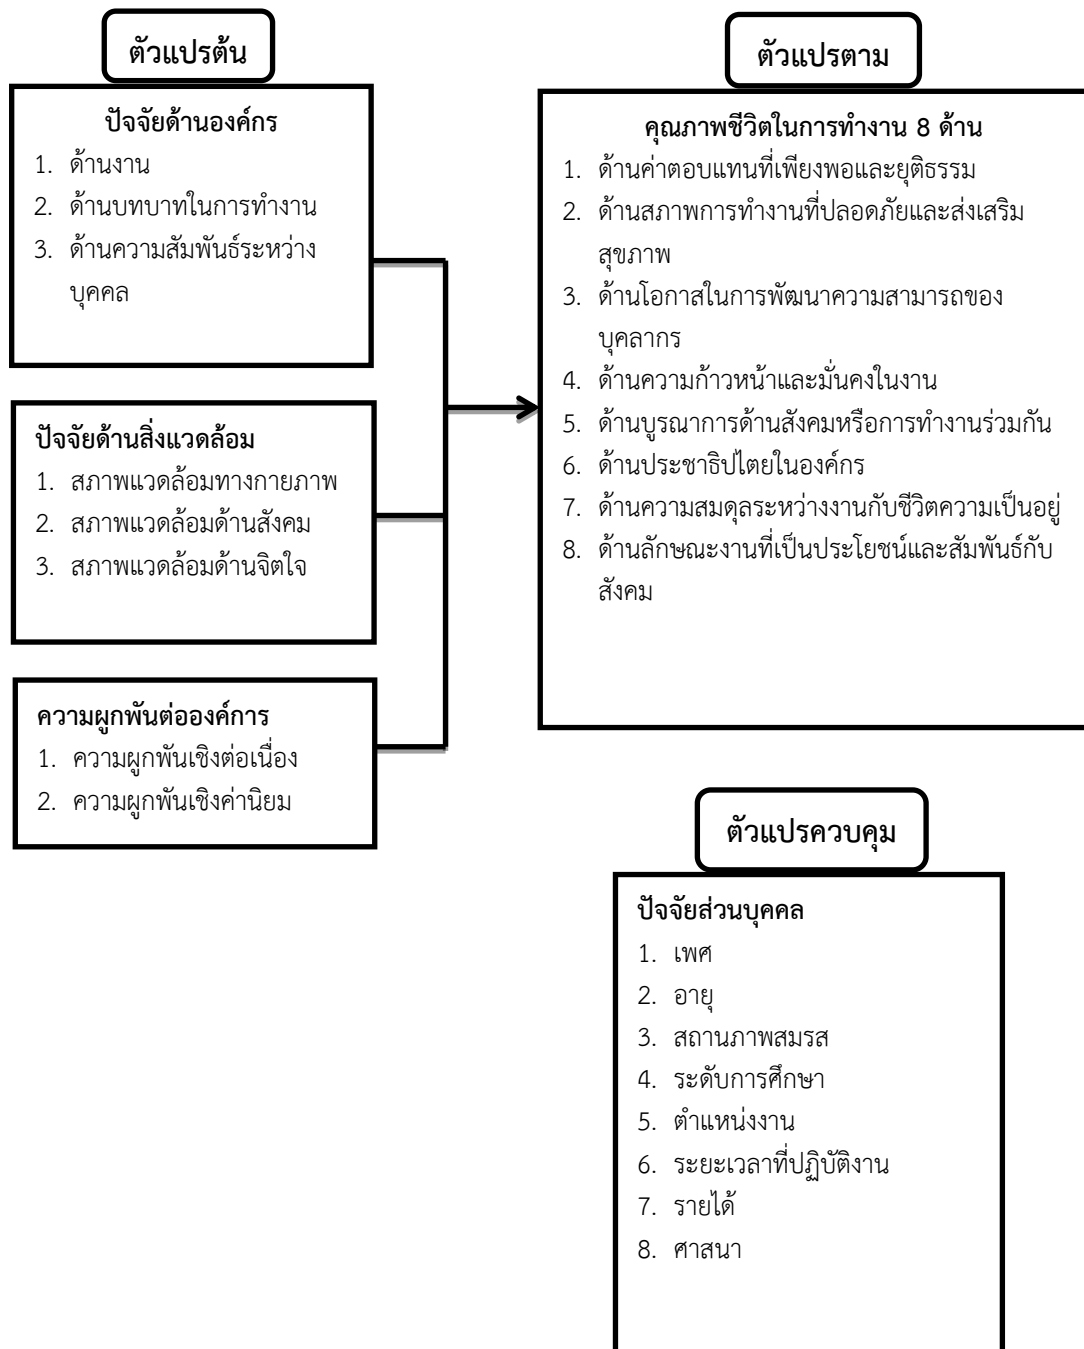 ตัวแปรต้น
ปัจจัยด้านองค์กร
1. ด้านงาน
2. ด้านบทบาทในการทำงาน
3. ด้านความสัมพันธ์ระหว่าง
บุคคล
ปัจจัยด้านสิ่งแวดล้อม
1. สภาพแวดล้อมทางกายภาพ
2. สภาพแวดล้อมด้านสังคม
3. สภาพแวดล้อมด้านจิตใจ
ความผูกพันต่อองค์การ
1. ความผูกพันเชิงต่อเนื่อง
2. ความผูกพันเชิงค่านิยม
ตัวแปรตาม
คุณภาพชีวิตในการทำงาน 8 ด้าน
1. ด้านค่าตอบแทนที่เพียงพอและยุติธรรม
2. ด้านสภาพการทำงานที่ปลอดภัยและส่งเสริม
สุขภาพ
3. ด้านโอกาสในการพัฒนาความสามารถของ
บุคลากร
4. ด้านความก้าวหน้าและมั่นคงในงาน
5. ด้านบูรณาการด้านสังคมหรือการทำงานร่วมกัน
6. ด้านประชาธิปไตยในองค์กร
7. ด้านความสมดุลระหว่างงานกับชีวิตความเป็นอยู่
8. ด้านลักษณะงานที่เป็นประโยชน์และสัมพันธ์กับ
สังคม
ตัวแปรควบคุม
ปัจจัยส่วนบุคคล
1. เพศ
2. อายุ
3. สถานภาพสมรส
4. ระดับการศึกษา
5. ตำแหน่งงาน
6. ระยะเวลาที่ปฏิบัติงาน
7. รายได้
8. ศาสนา